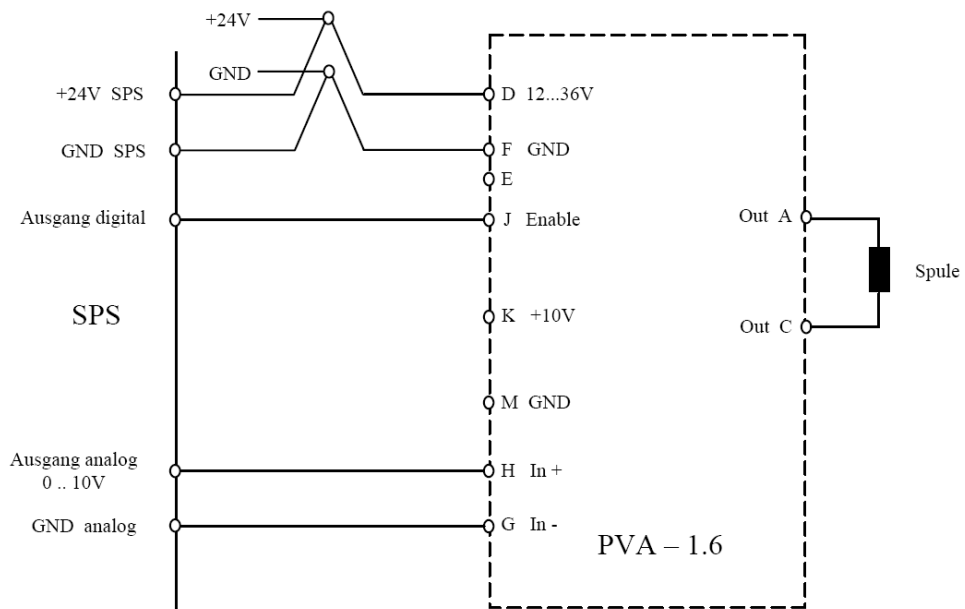 +24V
GND
+24V SPS
D 12...36V
GND SPS
F GND
E
Ausgang digital
J Enable
Out A
Spule
SPS
K +10V
Out C
M GND
Ausgang analog
0 .. 10V
H In +
GND analog
G In -
PVA – 1.6